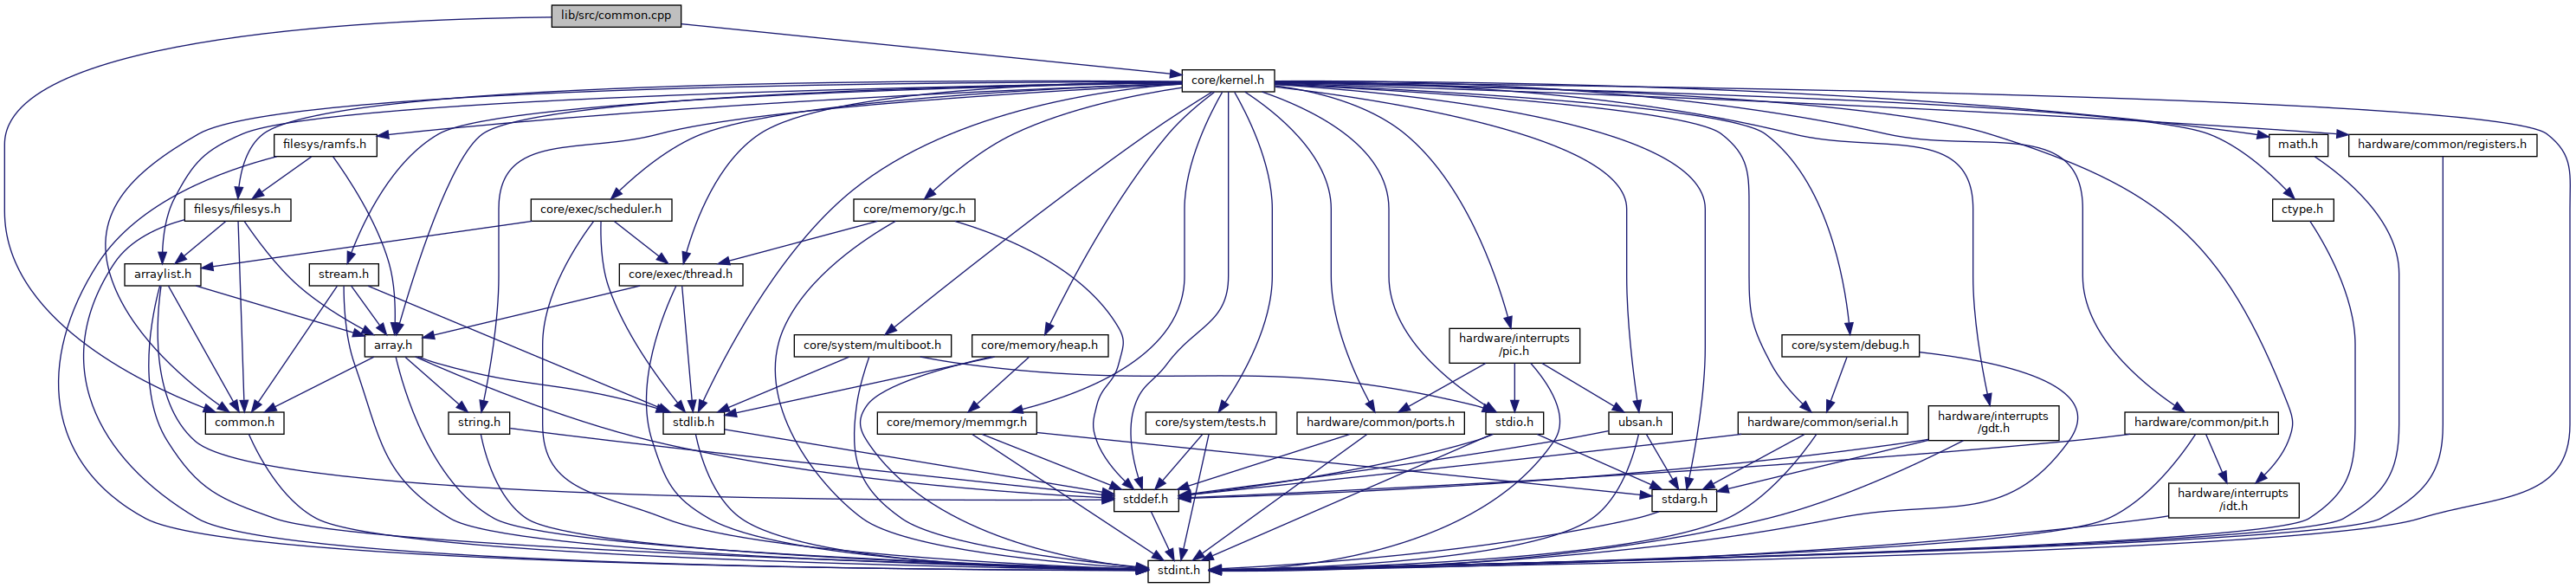 lib/src/common.cpp
core/kernel.h
filesys/ramfs.h
math.h
hardware/common/registers.h
filesys/filesys.h
core/exec/scheduler.h
core/memory/gc.h
ctype.h
arraylist.h
stream.h
core/exec/thread.h
array.h
core/system/multiboot.h
core/memory/heap.h
hardware/interrupts
/pic.h
core/system/debug.h
common.h
string.h
stdlib.h
core/memory/memmgr.h
core/system/tests.h
hardware/common/ports.h
stdio.h
ubsan.h
hardware/common/serial.h
hardware/interrupts
/gdt.h
hardware/common/pit.h
stddef.h
stdarg.h
hardware/interrupts
/idt.h
stdint.h